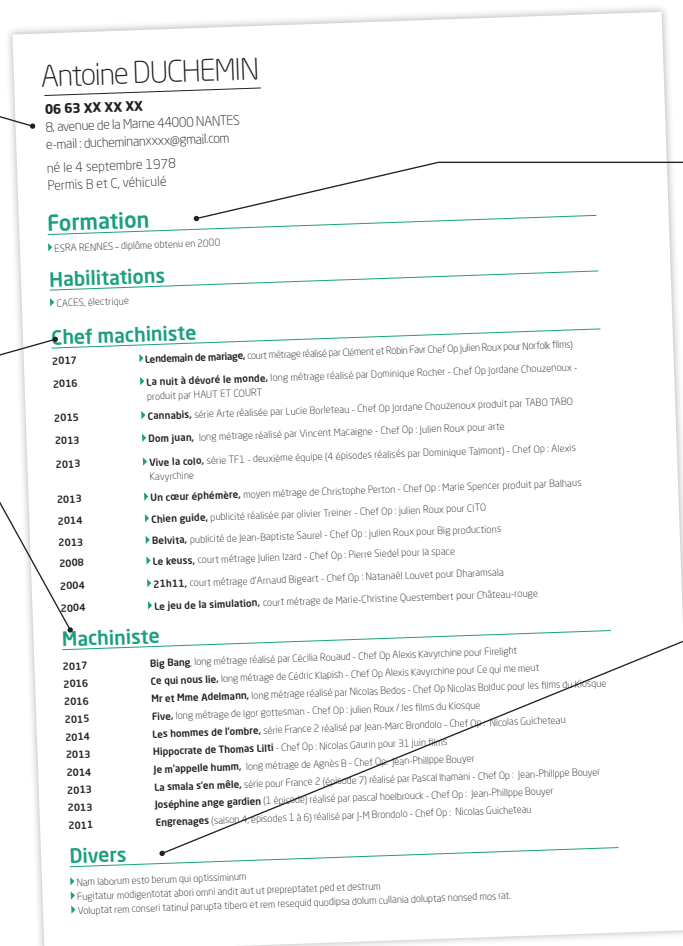 Antoine DUCHEMIN
06 63 XX XX XX
8, avenue de la Marne 44000 NANTES
e-mail : ducheminanxxxx@gmail.com
né le 4 septembre 1978
Permis B et C, véhiculé
Formation
ESRA RENNES – diplôme obtenu en 2000
Habilitations
CACES, électrique
Chef machiniste
2017 Lendemain de mariage, court métrage réalisé par Clément et Robin Favr Chef Op Julien Roux pour Norfolk films)
2016 La nuit à dévoré le monde, long métrage réalisé par Dominique Rocher - Chef Op Jordane Chouzenoux -
produit par HAUT ET COURT
2015 Cannabis, série Arte réalisée par Lucie Borleteau - Chef Op Jordane Chouzenoux produit par TABO TABO
2013 Dom juan, long métrage réalisé par Vincent Macaigne - Chef Op : Julien Roux pour arte
2013 Vive la colo, série TF1 - deuxième équipe (4 épisodes réalisés par Dominique Talmont) - Chef Op : Alexis
Kavyrchine
2013 Un cœur éphémère, moyen métrage de Christophe Perton - Chef Op : Marie Spencer produit par Balhaus
2014 Chien guide, publicité réalisée par olivier Treiner - Chef Op : julien Roux pour CITO
2013 Belvita, publicité de Jean-Baptiste Saurel - Chef Op : julien Roux pour Big productions
2008 Le keuss, court métrage Julien Izard - Chef Op : Pierre Siedel pour la space
2004 21h11, court métrage d'Arnaud Bigeart - Chef Op : Natanaël Louvet pour Dharamsala
2004 Le jeu de la simulation, court métrage de Marie-Christine Questembert pour Château-rouge
Machiniste
2017 Big Bang, long métrage réalisé par Cécilia Rouaud - Chef Op Alexis Kavyrchine pour Firelight
2016 Ce qui nous lie, long métrage de Cédric Klapish - Chef Op Alexis Kavyrchine pour Ce qui me meut
2016 Mr et Mme Adelmann, long métrage réalisé par Nicolas Bedos - Chef Op Nicolas Bolduc pour les films du Kiosque
2015 Five, long métrage de Igor gottesman - Chef Op : julien Roux / les films du Kiosque
2014 Les hommes de l'ombre, série France 2 réalisé par Jean-Marc Brondolo - Chef Op : Nicolas Guicheteau
2013 Hippocrate de Thomas Litti - Chef Op : Nicolas Gaurin pour 31 juin films
2014 Je m'appelle humm, long métrage de Agnès B - Chef Op: Jean-Philippe Bouyer
2013 La smala s'en mêle, série pour France 2 (épisode 7) réalisé par Pascal lhamani - Chef Op : Jean-Philippe Bouyer
2013 Joséphine ange gardien (1 épisode) réalisé par pascal hoelbrouck - Chef Op : Jean-Philippe Bouyer
2011 Engrenages (saison 4, épisodes 1 à 6) réalisé par J-M Brondolo - Chef Op : Nicolas Guicheteau
Divers
Nam laborum esto berum qui optissiminum
Fugitatur modigentotat abori omni andit aut ut prepreptatet ped et destrum
Voluptat rem conseri tatinul parupta tibero et rem resequid quodipsa dolum cullania doluptas nonsed mos rat.